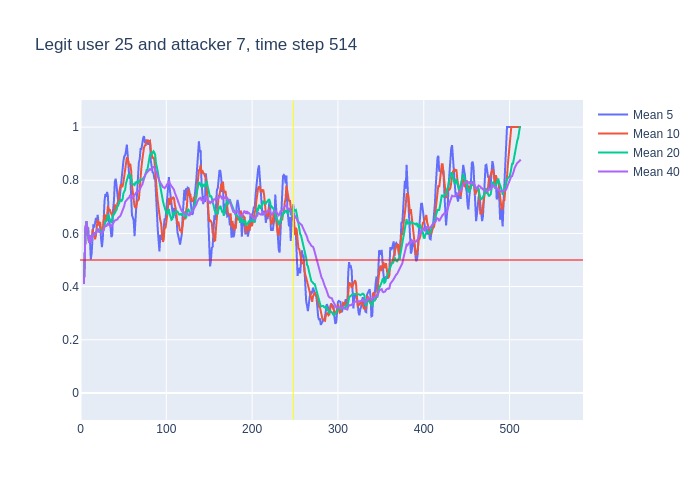 Legit user 25 and attacker 7, time step 514
1
0.8
0.6
0.4
0.2
0
0 100 200 300 400 500
Mean 5
Mean 10
Mean 20
Mean 40